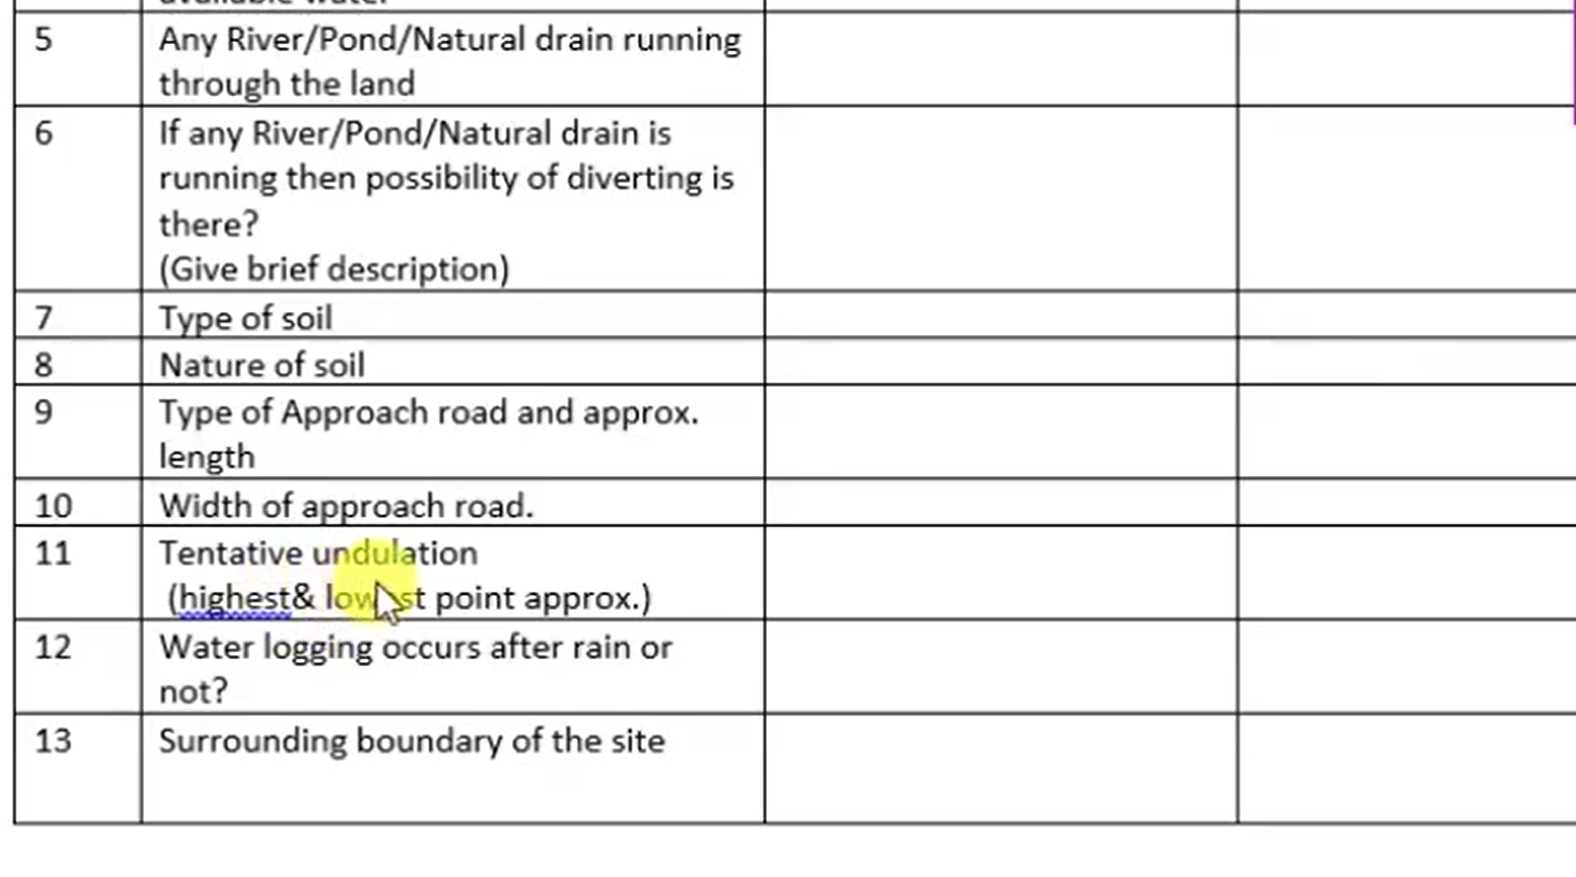 available water
5 Any River/Pond/Natural drain running
through the land
6 If any River/Pond/Natural drain is
running then possibility of diverting is
there?
(Give brief description)
7 Type of soil
8 Nature of soil
9 Type of Approach road and approx.
length
10 Width of approach road.
11 Tentative undulation
(highest& lowest point approx.)
12 Water logging occurs after rain or
not?
13 Surrounding boundary of the site